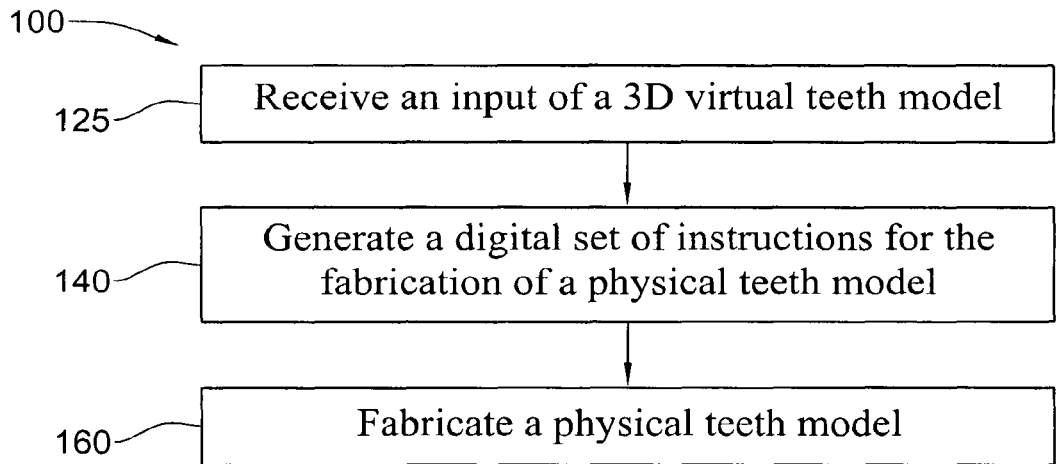 100
125
Receive an input of a 3D virtual teeth model
140
Generate a digital set of instructions for the
fabrication of a physical teeth model
160
Fabricate a physical teeth model